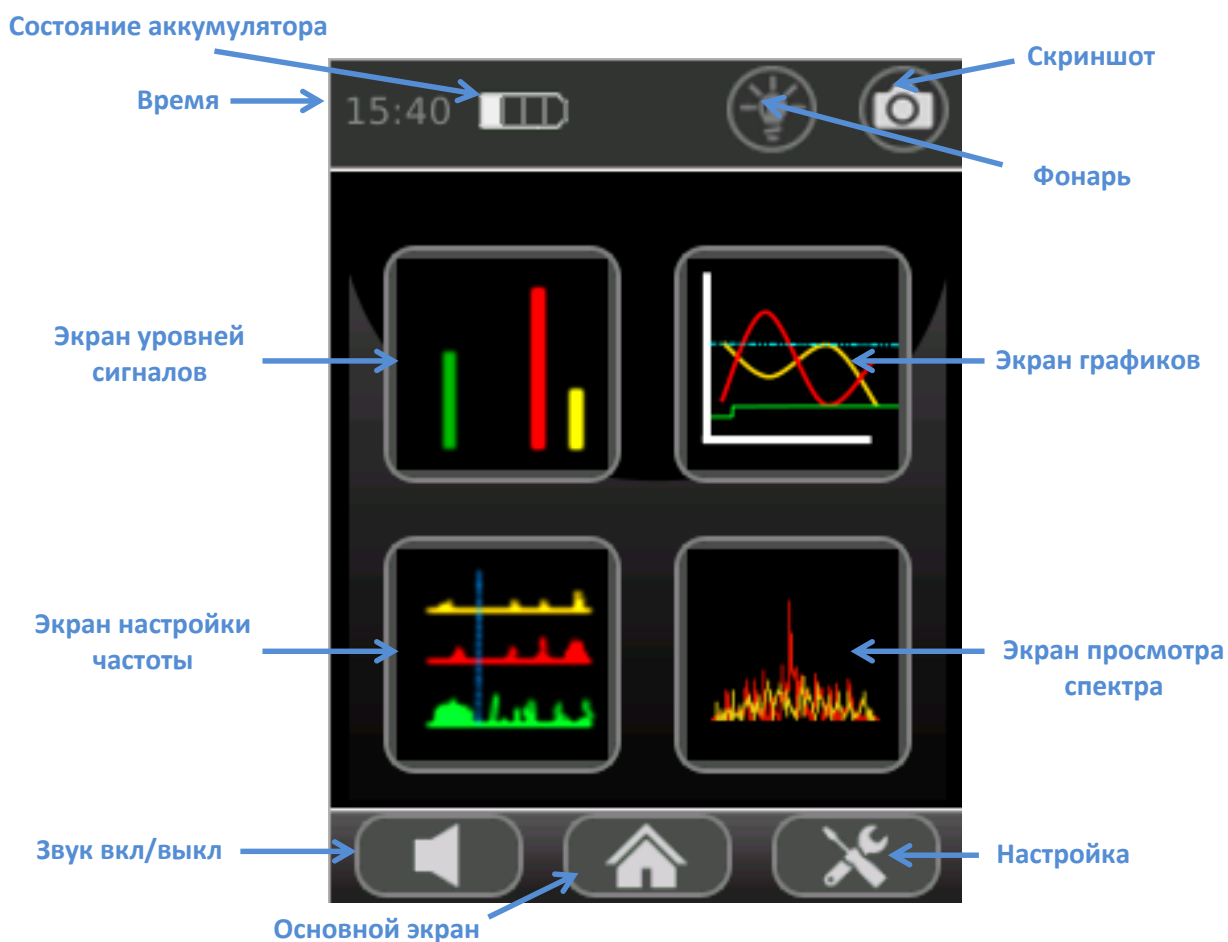 Состояние аккумулятора
Скриншот
Время
15:40
Фонарь
Экран уровней
сигналов
Экран графиков
Экран настройки
частоты
Экран просмотра
спектра
Звук вкл/выкл
Настройка
Основной экран